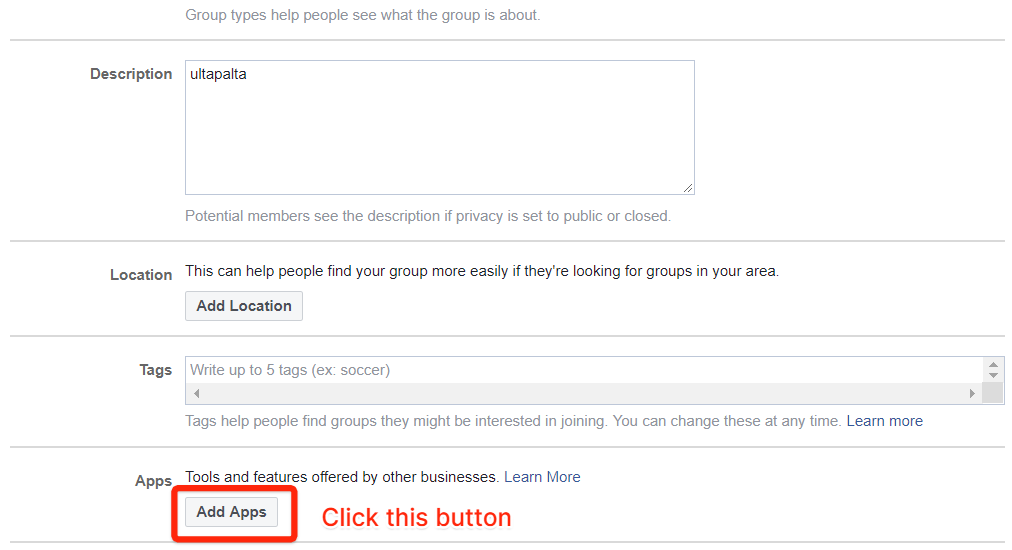 Group types help people see what the group is about.
Description
ultapalta
Potential members see the description if privacy is set to public or closed.
Location
This can help people find your group more easily if they're looking for groups in your area.
Add Location
Tags
Write up to 5 tags (ex: soccer)
Tags help people find groups they might be interested in joining. You can change these at any time. Learn more
Apps
Tools and features offered by other businesses. Learn More
Add Apps
Click this button